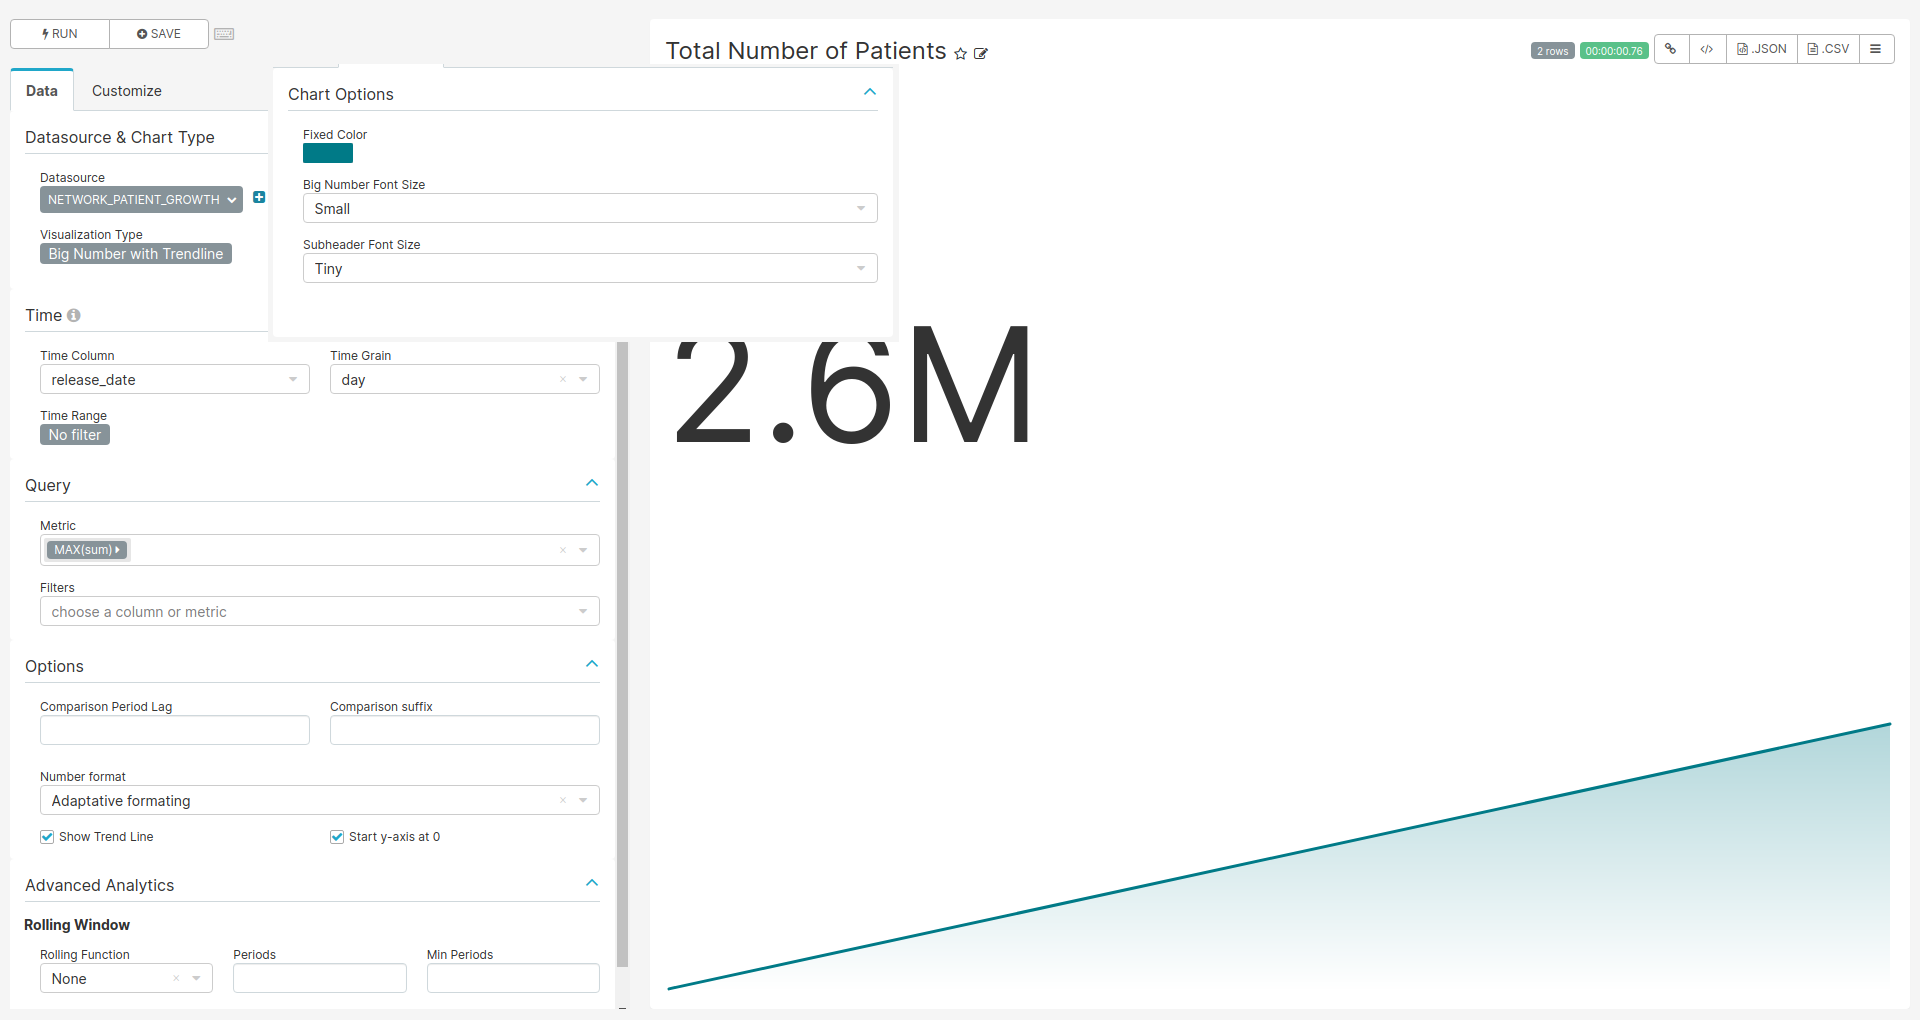 RUN
SAVE
Total Number of Patients
2 rows
00:00:00.76
.JSON
.CSV
Data
Customize
Datasource & Chart Type
Datasource
NETWORK_PATIENT_GROWTH
Visualization Type
Big Number with Trendline
Chart Options
Fixed Color
Big Number Font Size
Small
Subheader Font Size
Tiny
Time
Time Column
Time Grain
release_date
day
Time Range
No filter
2.6M
Query
Metric
MAX(sum)
Filters
choose a column or metric
Options
Comparison Period Lag
Comparison suffix
Number format
Adaptative formating
Show Trend Line
Start y-axis at 0
Advanced Analytics
Rolling Window
Rolling Function
Periods
Min Periods
None